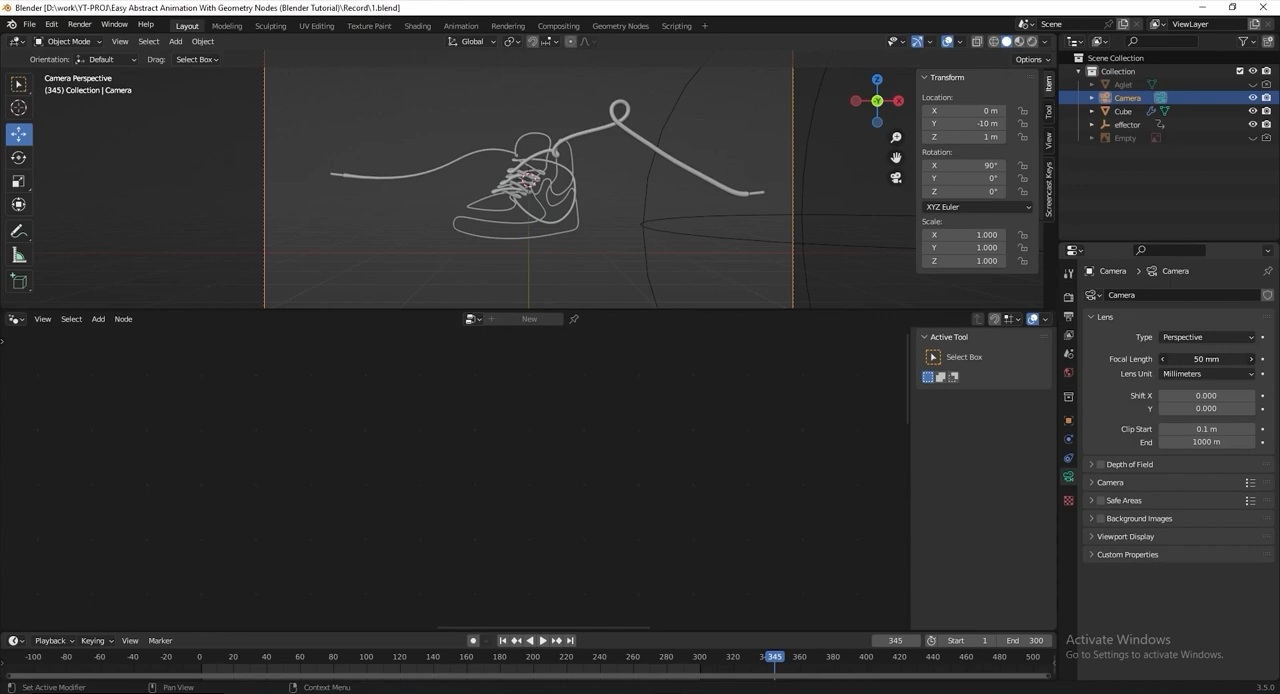 Blender [D:\work\YT-PROJ\Easy Abstract Animation With Geometry Nodes (Blender Tutorial)\Record\1.blend]
File Edit Render Window Help Layout Modeling Sculpting UV Editing Texture Paint Shading Animation Rendering Compositing Geometry Nodes Scripting + Scene ViewLayer
Object Mode View Select Add Object Global
Orientation: Default Drag: Select Box Options
Camera Perspective
(345) Collection | Camera
Z
Y
X
Transform
Location:
X 0 m
Y -10 m
Z 1 m
Rotation:
X 90°
Y 0°
Z 0°
XYZ Euler
Scale:
X 1.000
Y 1.000
Z 1.000
Item
Tool
View
Screencast Keys
Scene Collection
Collection
Aglet
Camera
Cube
effector
Empty
Camera > Camera
Camera
Lens
Type Perspective
Focal Length 50 mm
Lens Unit Millimeters
Shift X 0.000
Y 0.000
Clip Start 0.1 m
End 1000 m
Depth of Field
Camera
Safe Areas
Background Images
Viewport Display
Custom Properties
View Select Add Node + New
Active Tool
Select Box
Playback Keying View Marker 345 Start 1 End 300
-100 -80 -60 -40 -20 0 20 40 60 80 100 120 140 160 180 200 220 240 260 280 300 320 345 360 380 400 420 440 460 480 500
Activate Windows
Go to Settings to activate Windows.
Set Active Modifier Pan View Context Menu 3.5.0